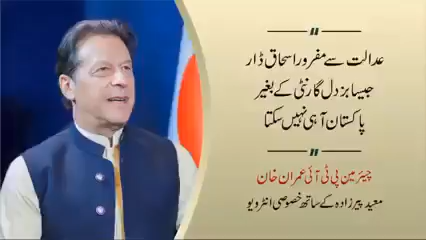 عدالت سے مفرور اسحاق ڈار
جیسا بزدل گارنٹی کے بغیر
پاکستان آ ہی نہیں سکتا
چیئرمین پی ٹی آئی عمران خان
معید پیرزادہ کے ساتھ خصوصی انٹرویو